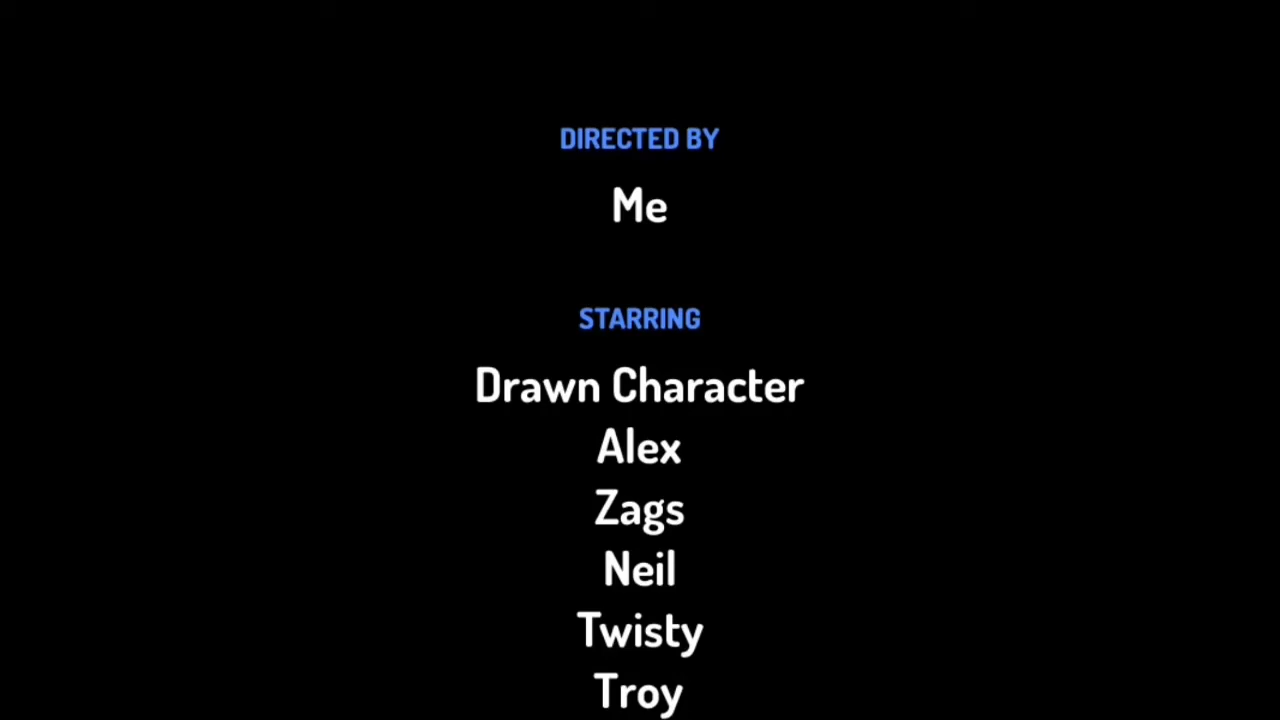 DIRECTED BY
Me
STARRING
Drawn Character
Alex
Zags
Neil
Twisty
Troy